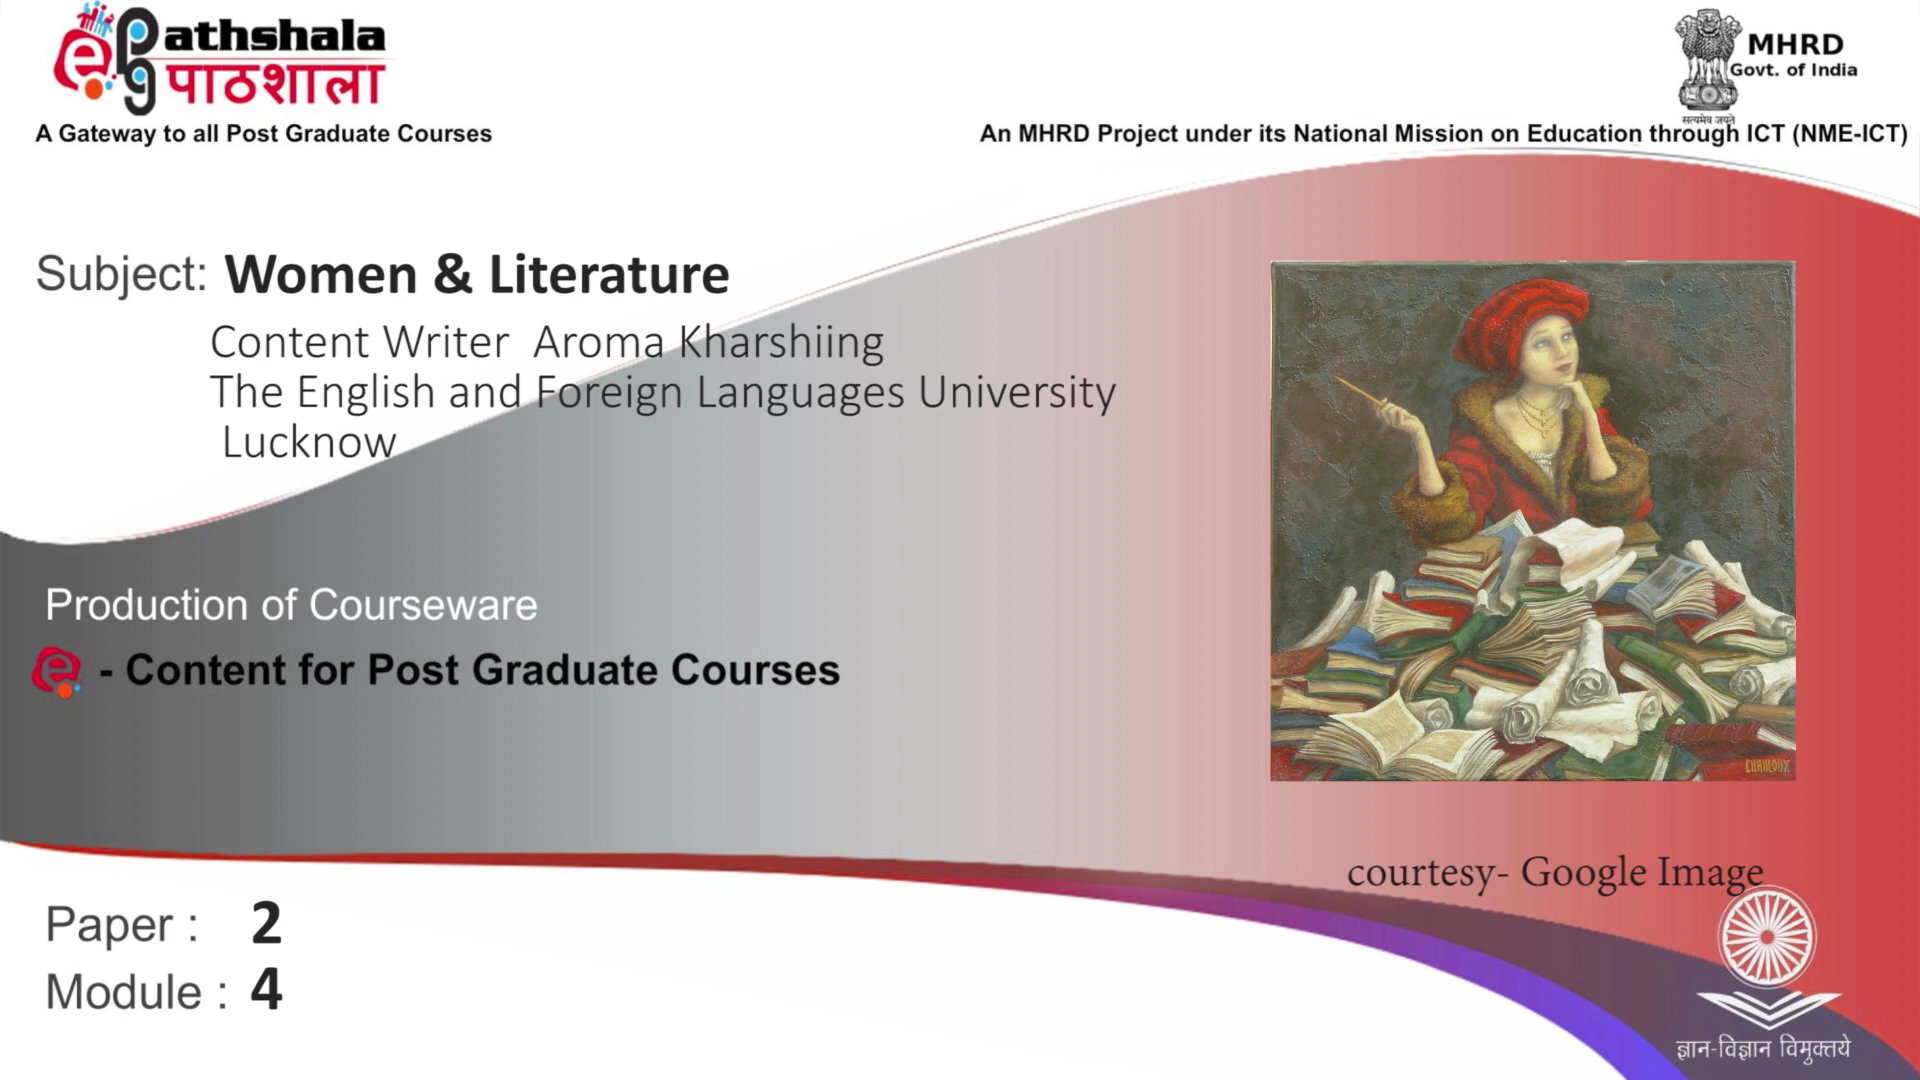 ePG Pathshala
पाठशाला
A Gateway to all Post Graduate Courses
MHRD
Govt. of India
सत्यमेव जयते
An MHRD Project under its National Mission on Education through ICT (NME-ICT)
Subject: Women & Literature
Content Writer Aroma Kharshiing
The English and Foreign Languages University
Lucknow
Production of Courseware
e - Content for Post Graduate Courses
CHAILOUX
courtesy- Google Image
Paper : 2
Module : 4
ज्ञान-विज्ञान विमुक्तये